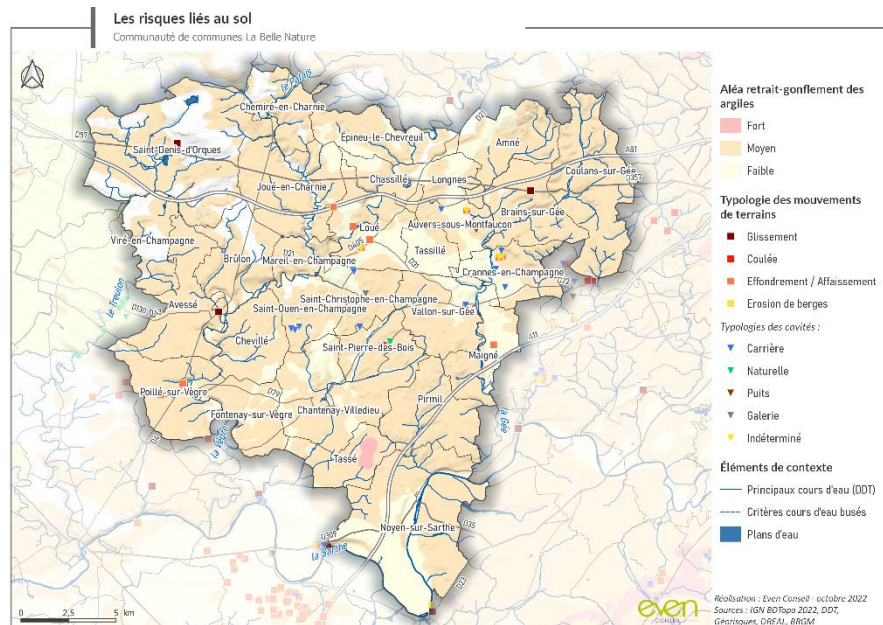 Les risques liés au sol
Communauté de communes La Belle Nature
le Palais
Chemiré-en-Charnie
D57
Saint-Denis-d'Orques
Épineu-le-Chevreuil
D21
Amné
A81
D357
Chassillé
Longnes
Coulans-sur-Gée
Joué-en-Charnie
Brains-sur-Gée
Loué
Auvers-sous-Montfaucon
Viré-en-Champagne
D405
Tassillé
Brûlon
D21
Mareil-en-Champagne
D31
Crannes-en-Champagne
D22
le Treulon
Saint-Christophe-en-Champagne
Avessé
Saint-Ouen-en-Champagne
Vallon-sur-Gée
D130
Chevillé
Saint-Pierre-des-Bois
A11
Maigné
Poillé-sur-Vègre
D79
Pirmil
Fontenay-sur-Vègre
Chantenay-Villedieu
la Gée
Tassé
Noyen-sur-Sarthe
D35
la Sarthe
D23
0
2,5
5 km
Aléa retrait-gonflement des
argiles
Fort
Moyen
Faible
Typologie des mouvements
de terrains
Glissement
Coulée
Effondrement / Affaissement
Erosion de berges
Typologies des cavités :
Carrière
Naturelle
Puits
Galerie
Indéterminé
Éléments de contexte
Principaux cours d'eau (DDT)
Critères cours d'eau busés
Plans d'eau
even
CONSEIL
Réalisation : Even Conseil - octobre 2022
Sources : IGN BDTopo 2022, DDT,
Géorisques, DREAL, BRGM